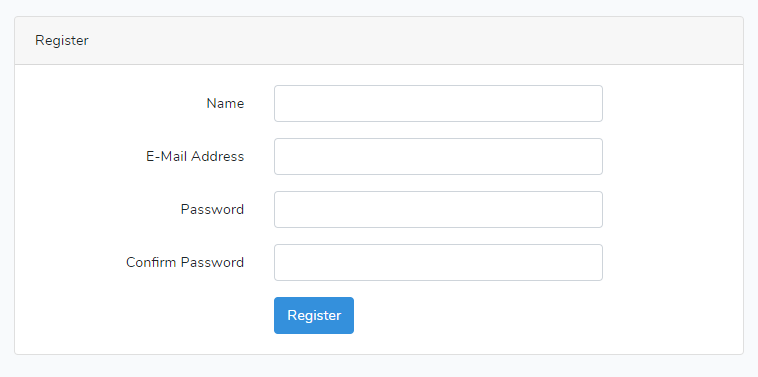 Register
Name
E-Mail Address
Password
Confirm Password
Register